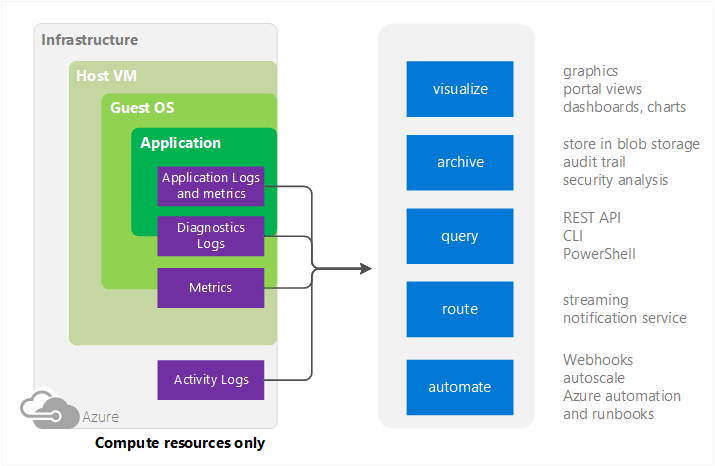 Infrastructure
Host VM
Guest OS
Application
Application Logs
and metrics
Diagnostics
Logs
Metrics
Activity Logs
Azure
Compute resources only
visualize
graphics
portal views
dashboards, charts
archive
store in blob storage
audit trail
security analysis
query
REST API
CLI
PowerShell
route
streaming
notification service
automate
Webhooks
autoscale
Azure automation
and runbooks